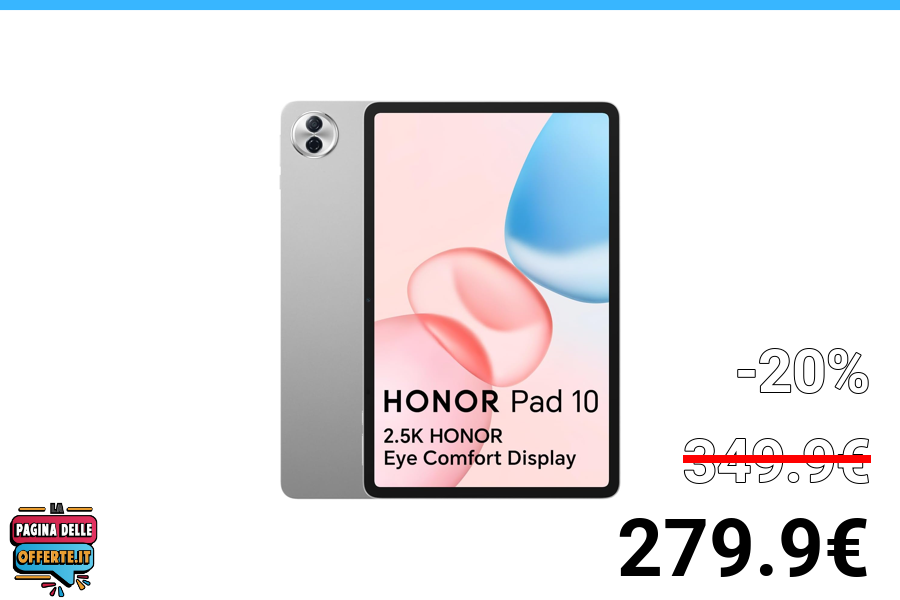 HONOR Pad 10
2.5K HONOR
Eye Comfort Display
-20%
349.9€
279.9€
LA
PAGINA DELLE
OFFERTE.IT